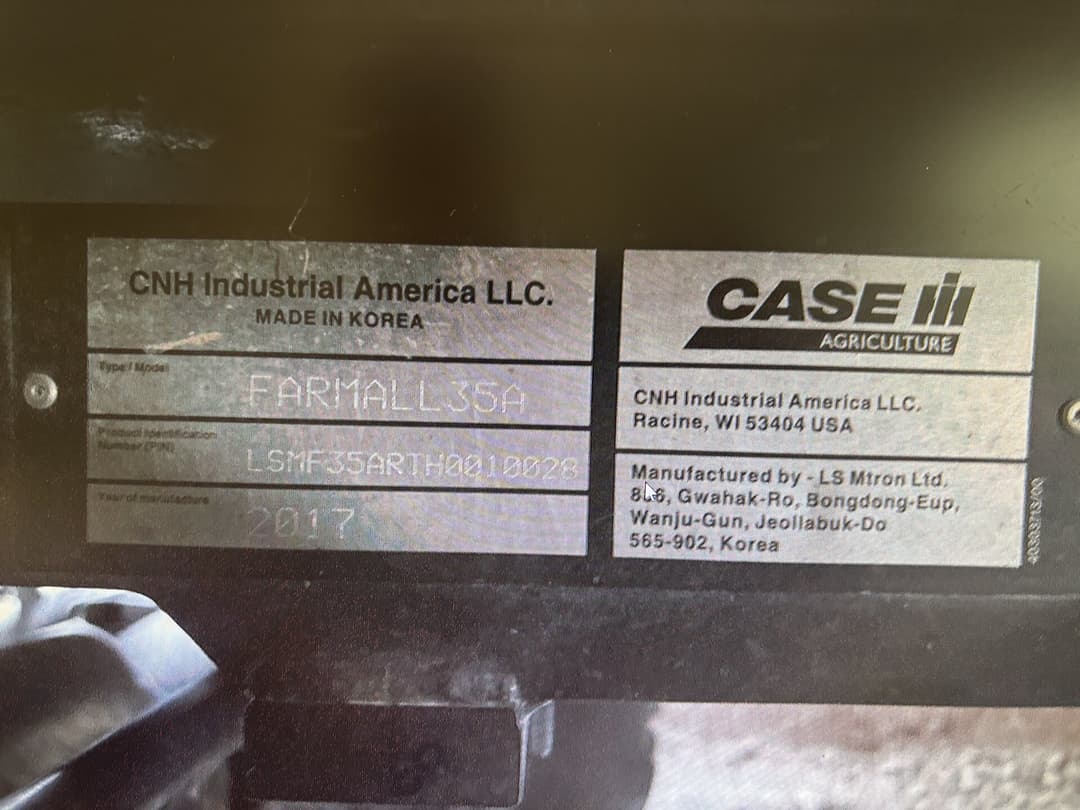 CNH Industrial America LLC.
MADE IN KOREA
Type / Model
FARMALL35A
Product Identification
Number (PIN)
LSMF35ARTH0010028
Year of manufacture
2017
CASE IH
AGRICULTURE
CNH Industrial America LLC.
Racine, WI 53404 USA
Manufactured by - LS Mtron Ltd.
Gwahak-Ro, Bongdong-Eup,
Wanju-Gun, Jeollabuk-Do
565-902, Korea